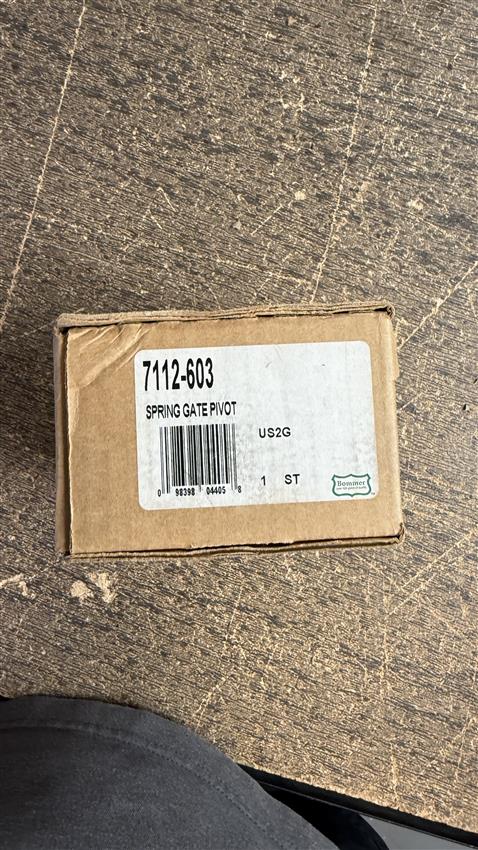 7112-603
SPRING GATE PIVOT
US2G
0 98398 04405 8
1 ST
Bommer